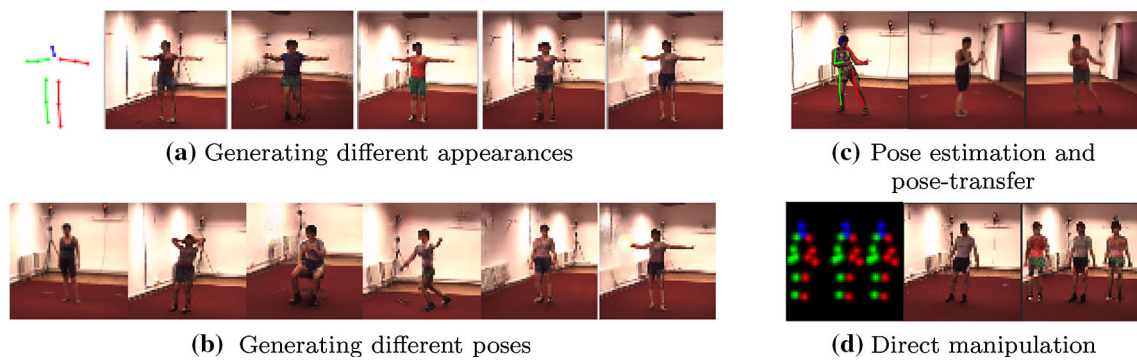 (a) Generating different appearances
(b) Generating different poses
(c) Pose estimation and
pose-transfer
(d) Direct manipulation